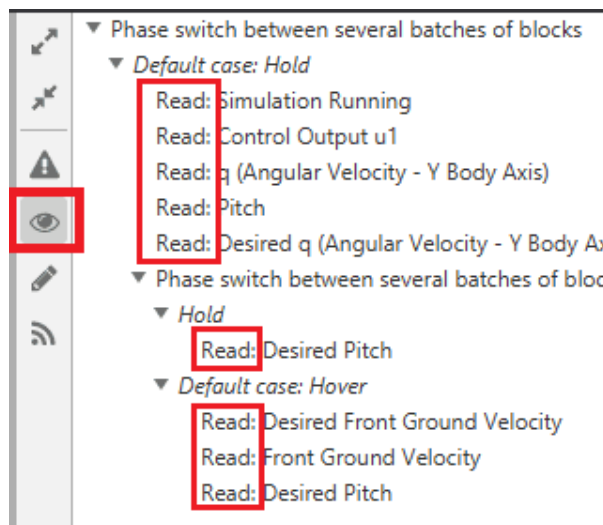 Phase switch between several batches of blocks
Default case: Hold
Read: Simulation Running
Read: Control Output u1
Read: q (Angular Velocity - Y Body Axis)
Read: Pitch
Read: Desired q (Angular Velocity - Y Body Ax
Phase switch between several batches of bloc
Hold
Read: Desired Pitch
Default case: Hover
Read: Desired Front Ground Velocity
Read: Front Ground Velocity
Read: Desired Pitch